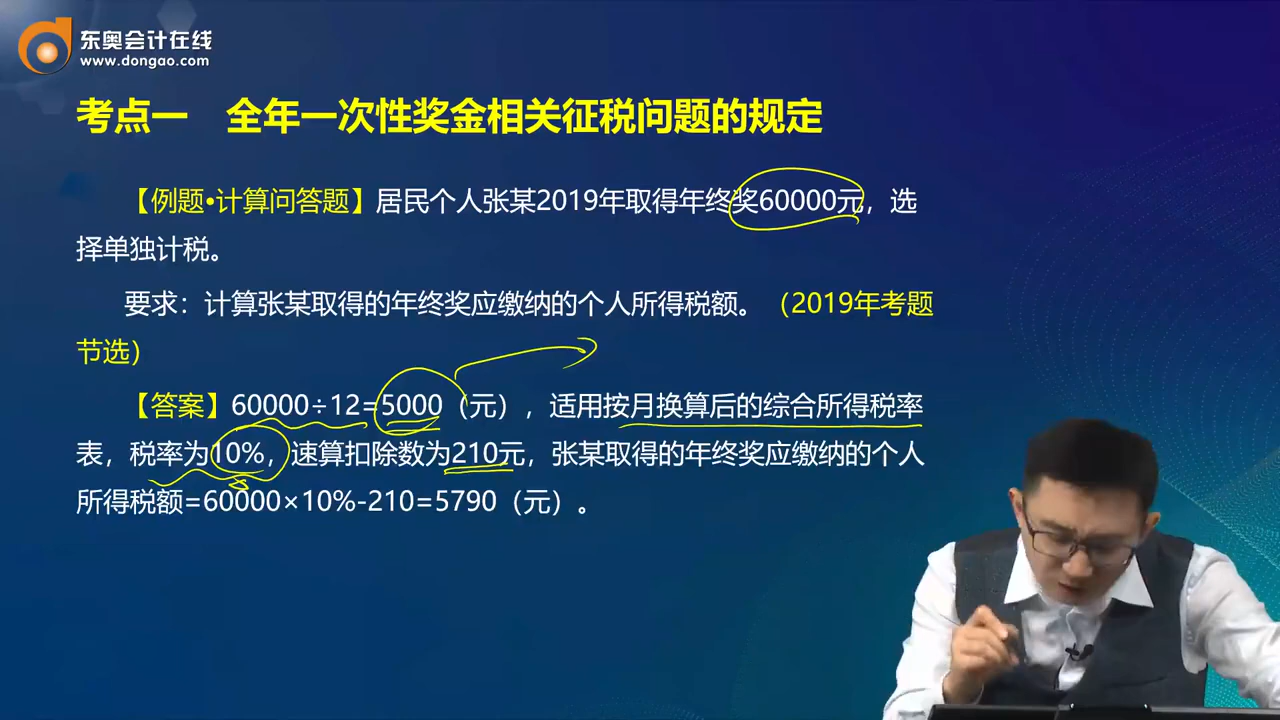 东奥会计在线
www.dongao.com
考点一 全年一次性奖金相关征税问题的规定
【例题•计算问答题】居民个人张某2019年取得年终奖60000元，选
择单独计税。
要求：计算张某取得的年终奖应缴纳的个人所得税额。（2019年考题
节选）
【答案】60000÷12=5000（元），适用按月换算后的综合所得税率
表，税率为10%，速算扣除数为210元，张某取得的年终奖应缴纳的个人
所得税额=60000×10%-210=5790（元）。